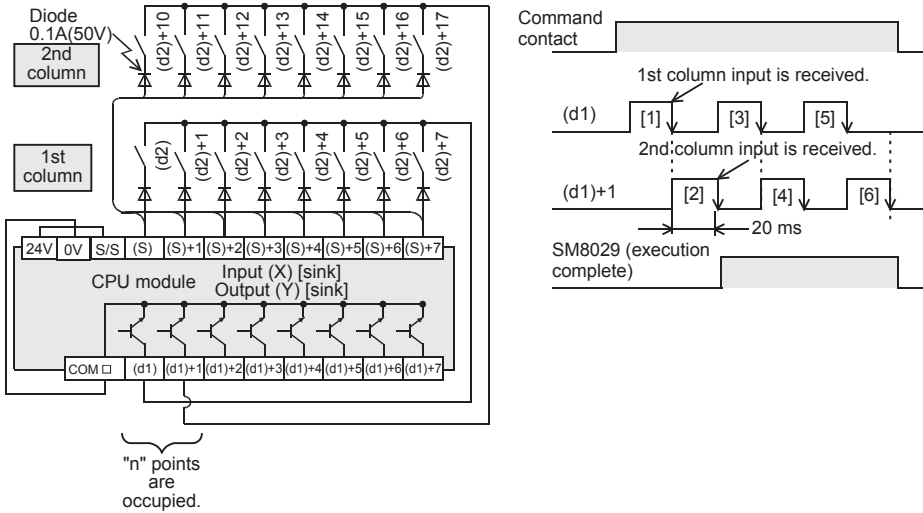 Diode
0.1A(50V)
2nd
column
(d2)+10
(d2)+11
(d2)+12
(d2)+13
(d2)+14
(d2)+15
(d2)+16
(d2)+17
1st
column
(d2)
(d2)+1
(d2)+2
(d2)+3
(d2)+4
(d2)+5
(d2)+6
(d2)+7
24V 0V S/S (S) (S)+1 (S)+2 (S)+3 (S)+4 (S)+5 (S)+6 (S)+7
CPU module
Input (X) [sink]
Output (Y) [sink]
COM □ (d1) (d1)+1 (d1)+2 (d1)+3 (d1)+4 (d1)+5 (d1)+6 (d1)+7
"n" points
are
occupied.
Command
contact
1st column input is received.
(d1) [1] [3] [5]
2nd column input is received.
(d1)+1 [2] [4] [6]
20 ms
SM8029 (execution
complete)